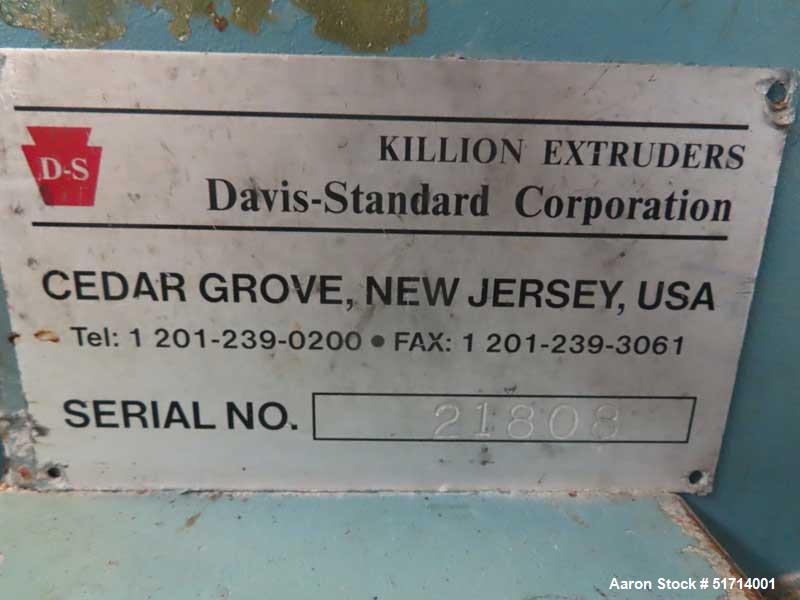 D-S
KILLION EXTRUDERS
Davis-Standard Corporation
CEDAR GROVE, NEW JERSEY, USA
Tel: 1 201-239-0200 • FAX: 1 201-239-3061
SERIAL NO. 21808
Aaron Stock # 51714001